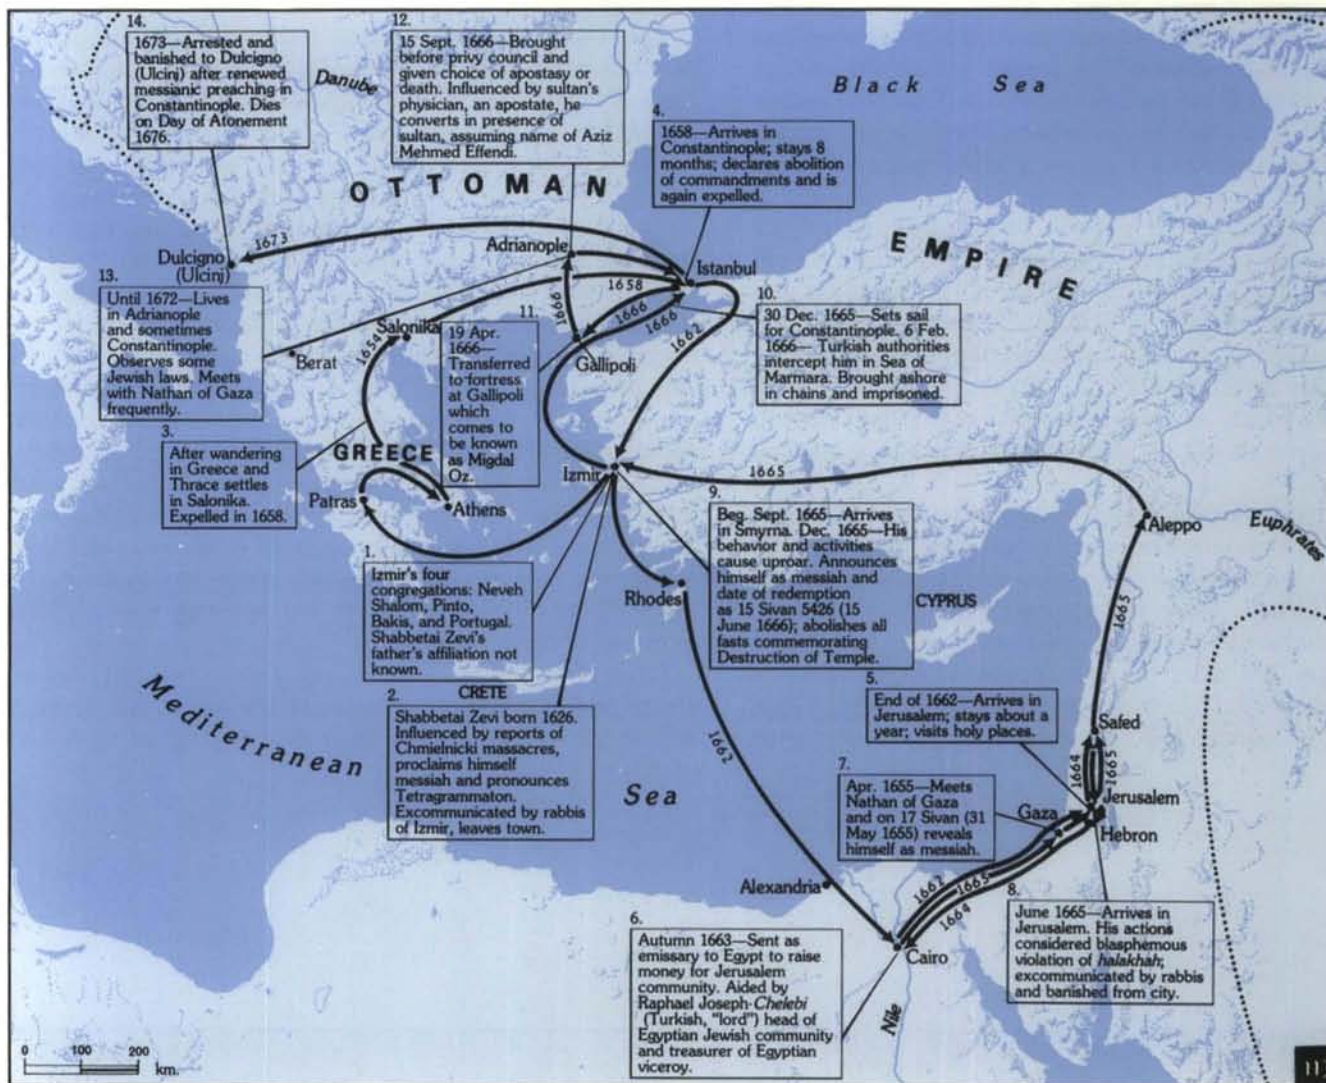 14.
1673—Arrested and
banished to Dulcigno
(Ulcinj) after renewed
messianic preaching in
Constantinople. Dies
on Day of Atonement
1676.
12.
15 Sept. 1666—Brought
before privy council and
given choice of apostasy or
death. Influenced by sultan's
physician, an apostate, he
converts in presence of
sultan, assuming name of Aziz
Mehmed Effendi.
Danube
Black Sea
4.
1658—Arrives in
Constantinople; stays 8
months; declares abolition
of commandments and is
again expelled.
OTTOMAN
EMPIRE
1673
Adrianople
Istanbul
Dulcigno
(Ulcinj)
13.
Until 1672—Lives
in Adrianople
and sometimes
Constantinople.
Observes some
Jewish laws. Meets
with Nathan of Gaza
frequently.
1658
1666
1666
1666
1662
10.
30 Dec. 1665—Sets sail
for Constantinople. 6 Feb.
1666— Turkish authorities
intercept him in Sea of
Marmara. Brought ashore
in chains and imprisoned.
11.
19 Apr.
1666—
Transferred
to fortress
at Gallipoli
which
comes to
be known
as Migdal
Oz.
Salonika
1654
Berat
Gallipoli
3.
After wandering
in Greece and
Thrace settles
in Salonika.
Expelled in 1658.
GREECE
Patras
Athens
Izmir
1665
Aleppo
Euphrates
9.
Beg. Sept. 1665—Arrives
in Smyrna. Dec. 1665—His
behavior and activities
cause uproar. Announces
himself as messiah and
date of redemption
as 15 Sivan 5426 (15
June 1666); abolishes all
fasts commemorating
Destruction of Temple.
1.
Izmir's four
congregations: Neveh
Shalom, Pinto,
Bakis, and Portugal.
Shabbetai Zevi's
father's affiliation not
known.
Rhodes
CYPRUS
1665
CRETE
2.
Shabbetai Zevi born 1626.
Influenced by reports of
Chmielnicki massacres,
proclaims himself
messiah and pronounces
Tetragrammaton.
Excommunicated by rabbis
of Izmir, leaves town.
Mediterranean
Sea
1662
5.
End of 1662—Arrives in
Jerusalem; stays about a
year; visits holy places.
Safed
1664
1665
7.
Apr. 1655—Meets
Nathan of Gaza
and on 17 Sivan (31
May 1655) reveals
himself as messiah.
Gaza
Jerusalem
Hebron
Alexandria
1662
1665
1664
8.
June 1665—Arrives in
Jerusalem. His actions
considered blasphemous
violation of halakhah;
excommunicated by rabbis
and banished from city.
6.
Autumn 1663—Sent as
emissary to Egypt to raise
money for Jerusalem
community. Aided by
Raphael Joseph-Chelebi
(Turkish, "lord") head of
Egyptian Jewish community
and treasurer of Egyptian
viceroy.
Cairo
Nile
0 100 200
km.